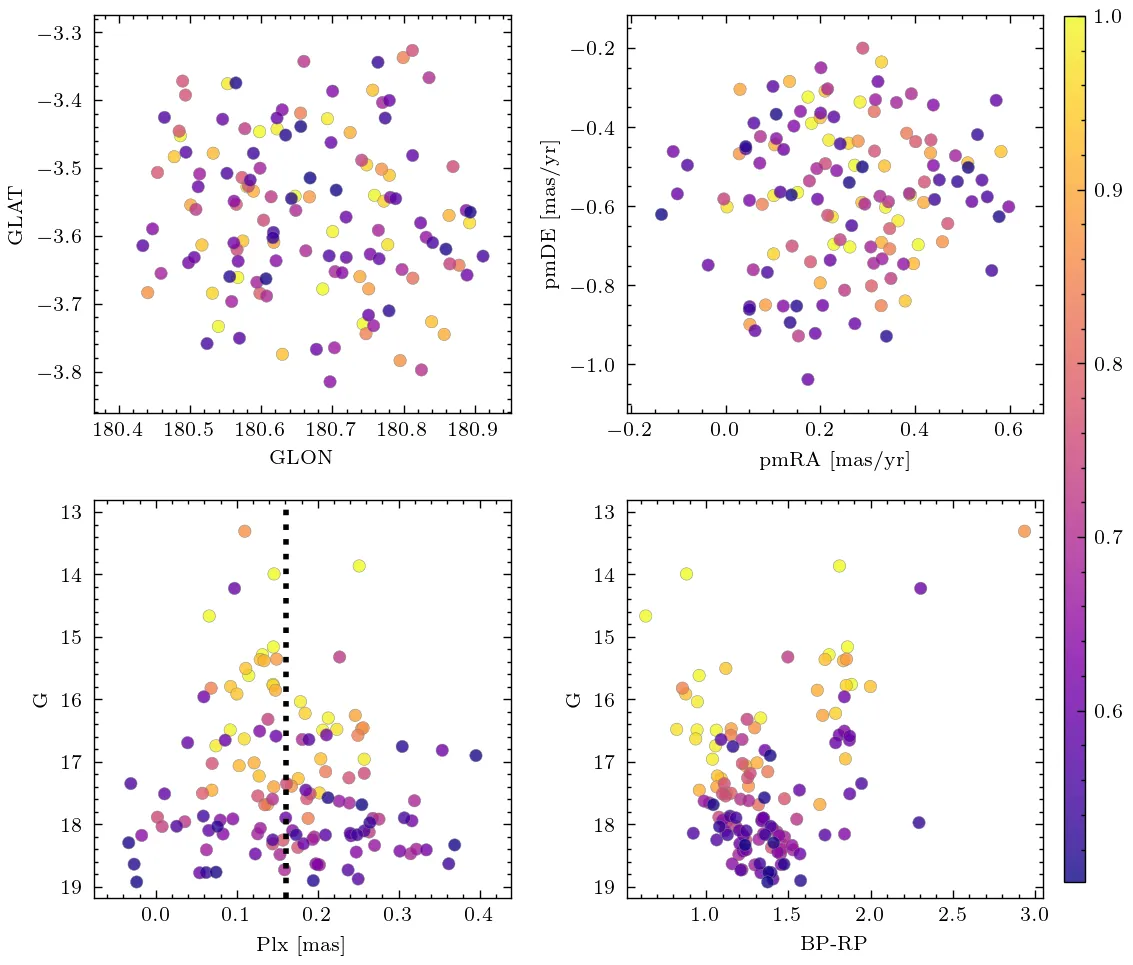 −3.3
−3.4
−3.5
−3.6
−3.7
−3.8
GLAT
180.4 180.5 180.6 180.7 180.8 180.9
GLON
−0.2
−0.4
−0.6
−0.8
−1.0
pmDE [mas/yr]
−0.2 0.0 0.2 0.4 0.6
pmRA [mas/yr]
1.0
0.9
0.8
0.7
0.6
13
14
15
16
17
18
19
G
0.0 0.1 0.2 0.3 0.4
Plx [mas]
13
14
15
16
17
18
19
G
1.0 1.5 2.0 2.5 3.0
BP-RP